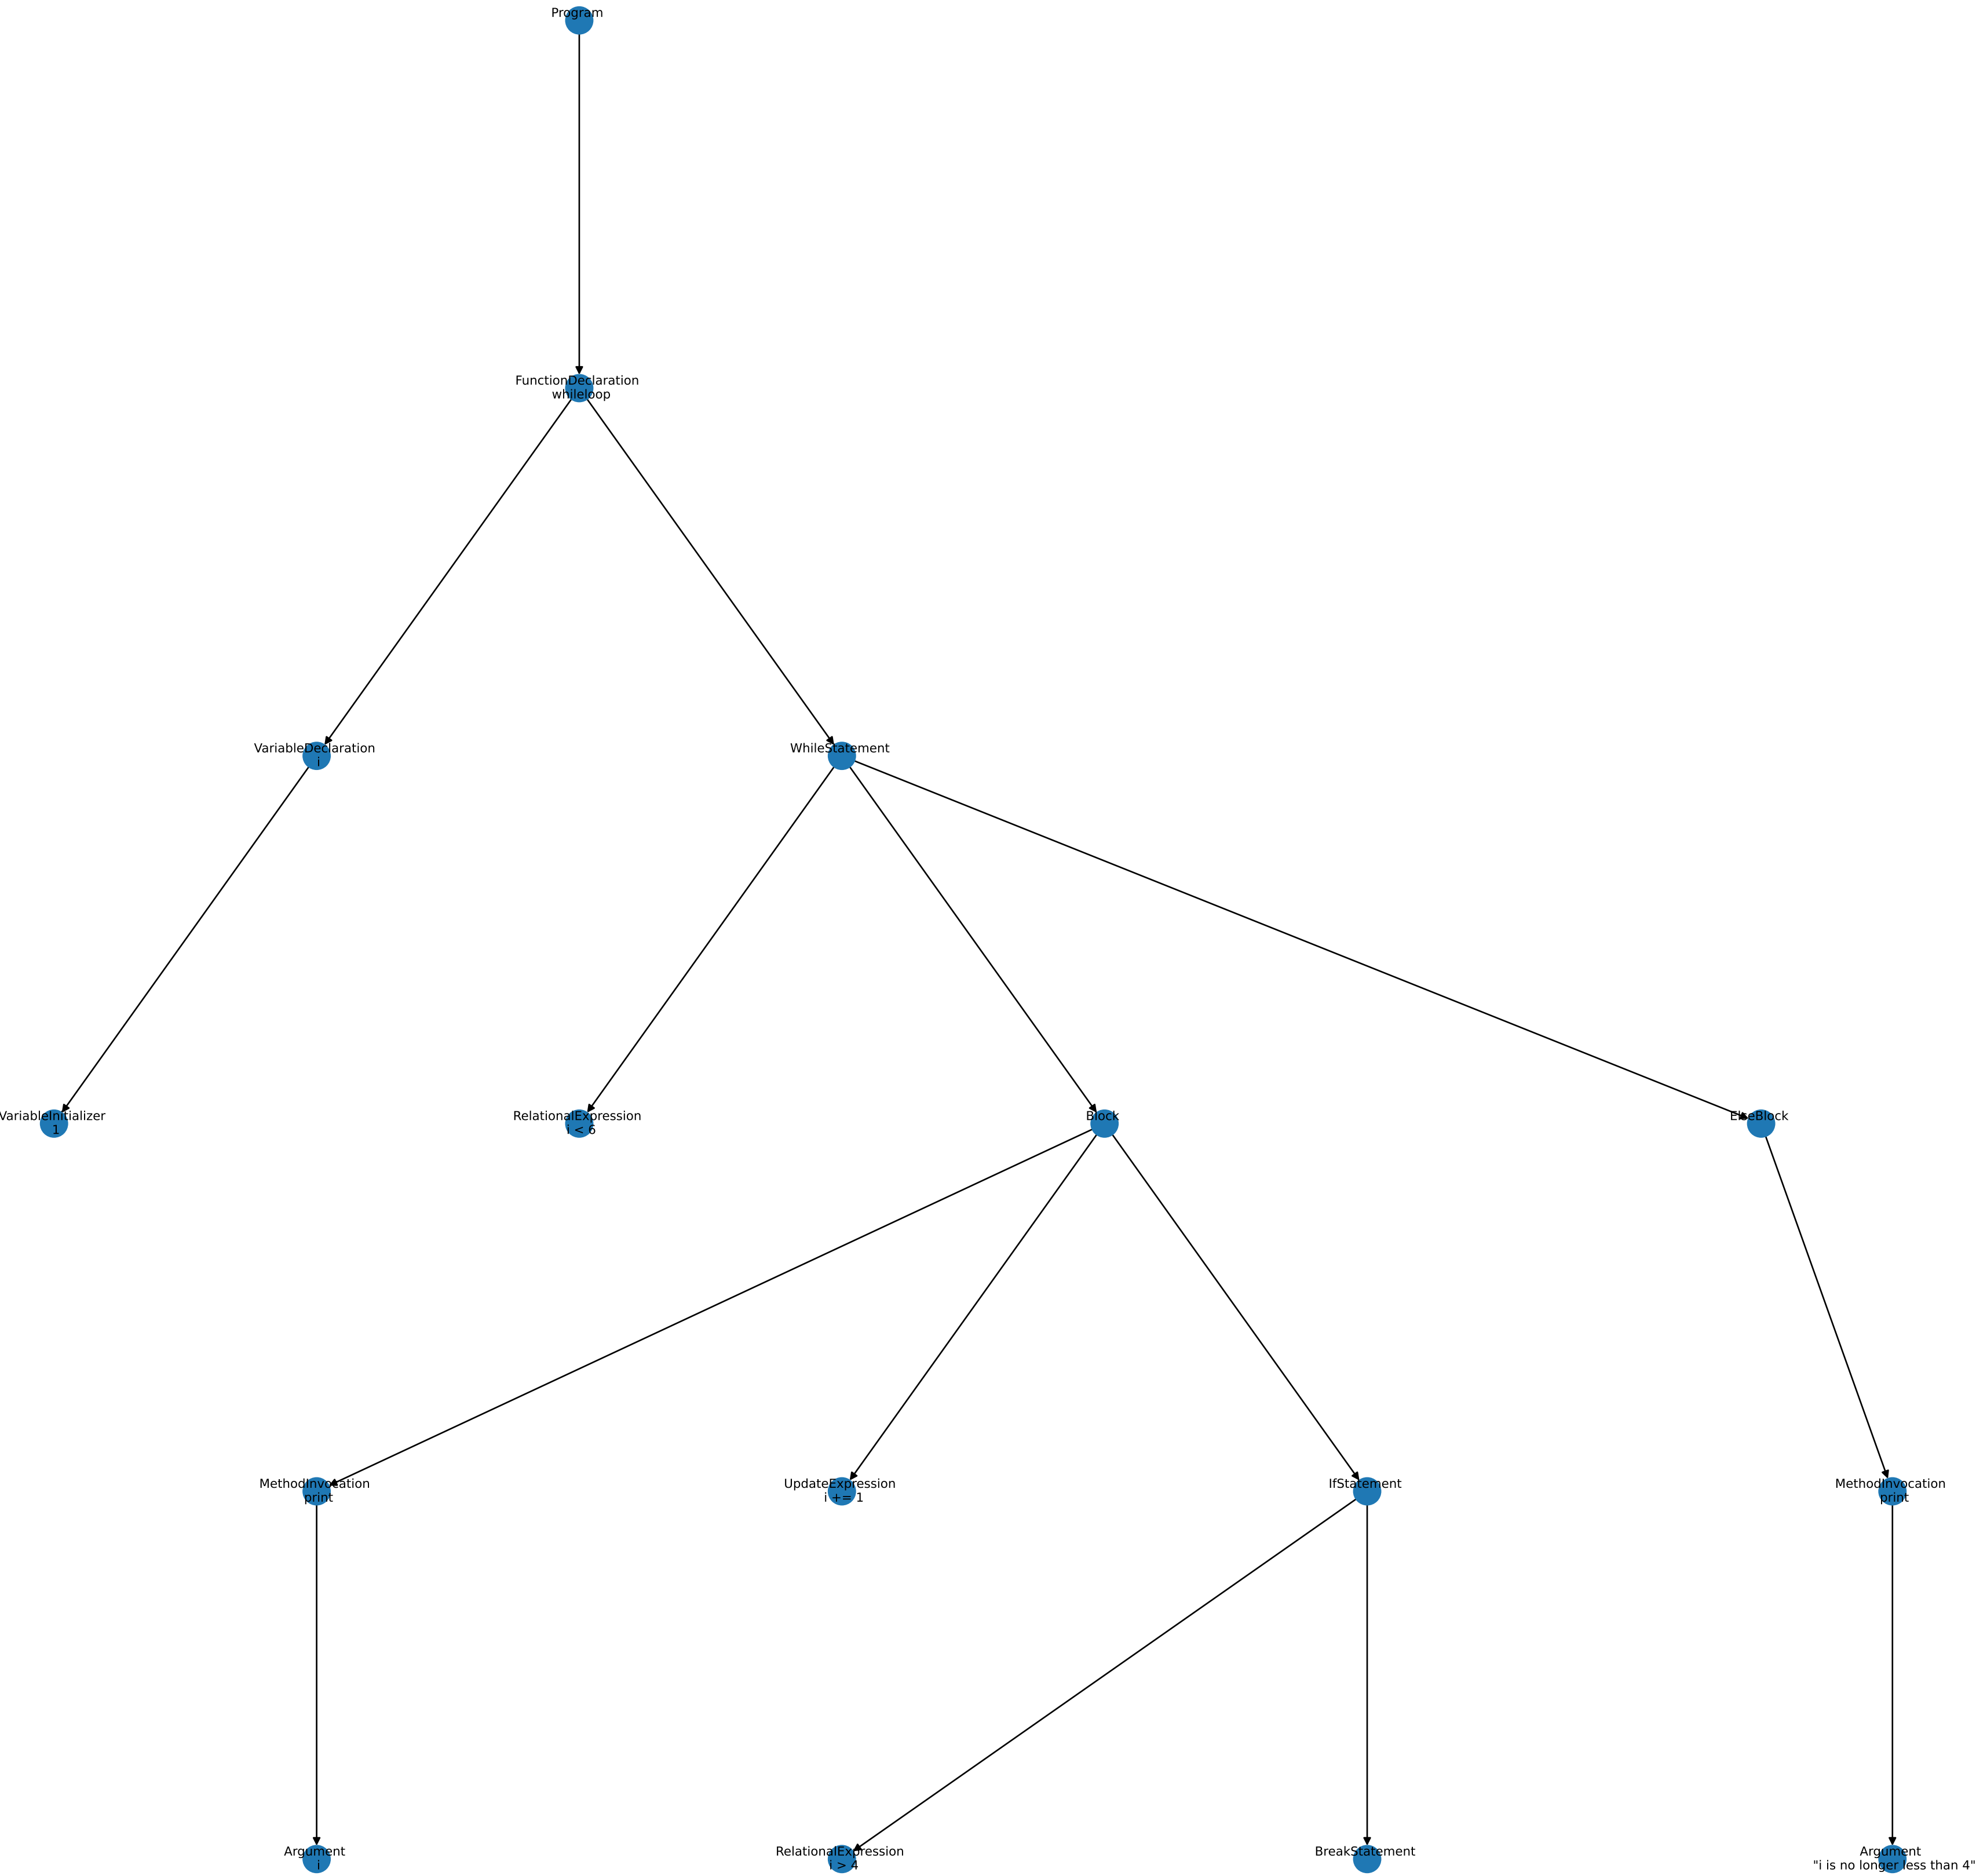 Program
FunctionDeclaration
whileloop
VariableDeclaration
i
WhileStatement
VariableInitializer
1
RelationalExpression
i < 6
Block
ElseBlock
MethodInvocation
print
UpdateExpression
i += 1
IfStatement
MethodInvocation
print
Argument
i
RelationalExpression
i > 4
BreakStatement
Argument
"i is no longer less than 4"